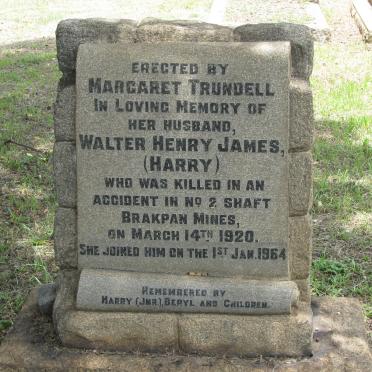 ERECTED BY
MARGARET TRUNDELL
IN LOVING MEMORY OF
HER HUSBAND,
WALTER HENRY JAMES,
(HARRY)
WHO WAS KILLED IN AN
ACCIDENT IN NO 2 SHAFT
BRAKPAN MINES,
ON MARCH 14TH 1920.
SHE JOINED HIM ON THE 1ST JAN. 1964
REMEMBERED BY
HARRY (JNR), BERYL AND CHILDREN.